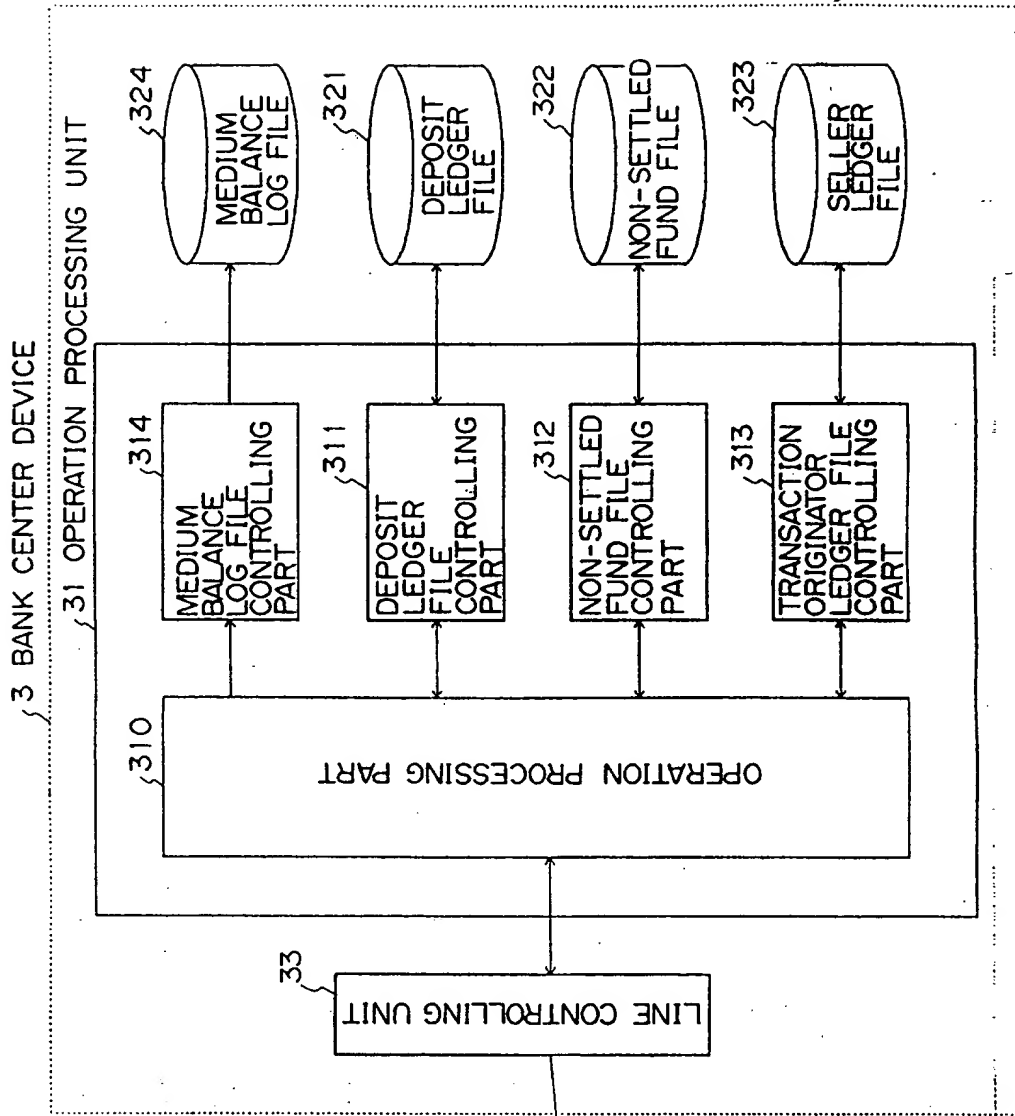 3 BANK CENTER DEVICE
31 OPERATION PROCESSING UNIT
324
MEDIUM
BALANCE
LOG FILE
321
DEPOSIT
LEDGER
FILE
322
NON-SETTLED
FUND FILE
323
SELLER
LEDGER
FILE
314
MEDIUM
BALANCE
LOG FILE
CONTROLLING
PART
311
DEPOSIT
LEDGER
FILE
CONTROLLING
PART
312
NON-SETTLED
FUND FILE
CONTROLLING
PART
313
TRANSACTION
ORIGINATOR
LEDGER FILE
CONTROLLING
PART
310
OPERATION PROCESSING PART
33
LINE CONTROLLING UNIT